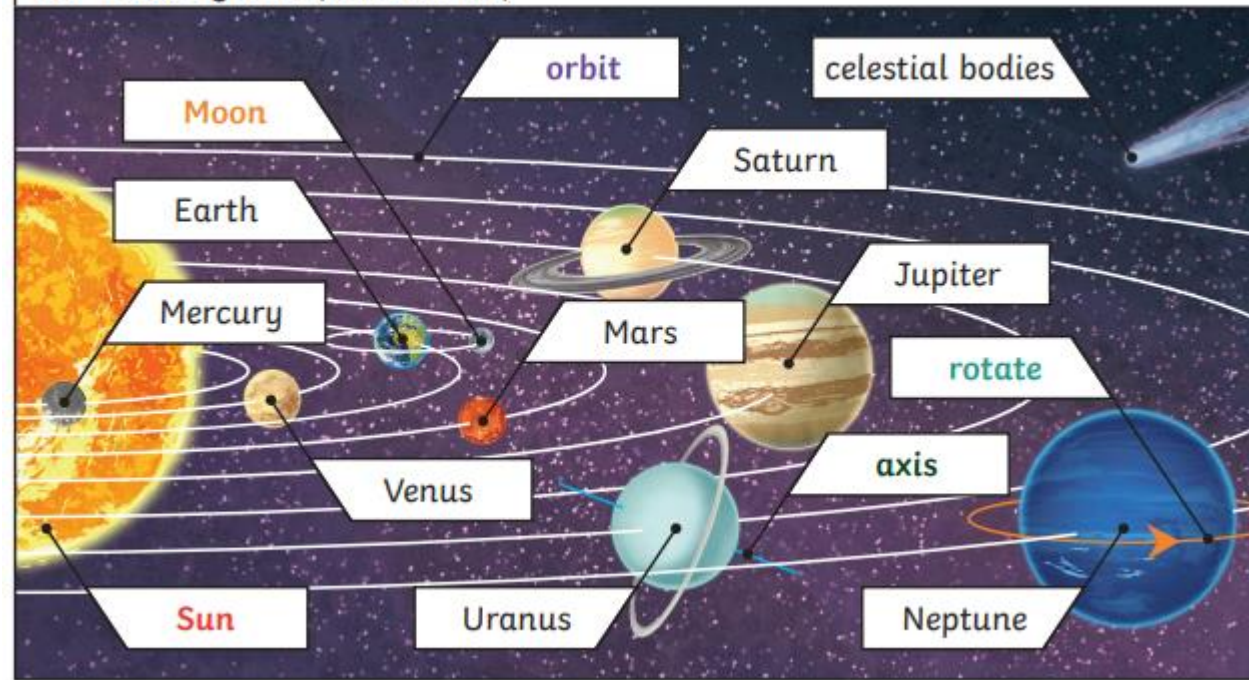 orbit
celestial bodies
Moon
Saturn
Earth
Jupiter
Mercury
Mars
rotate
axis
Venus
Sun
Uranus
Neptune